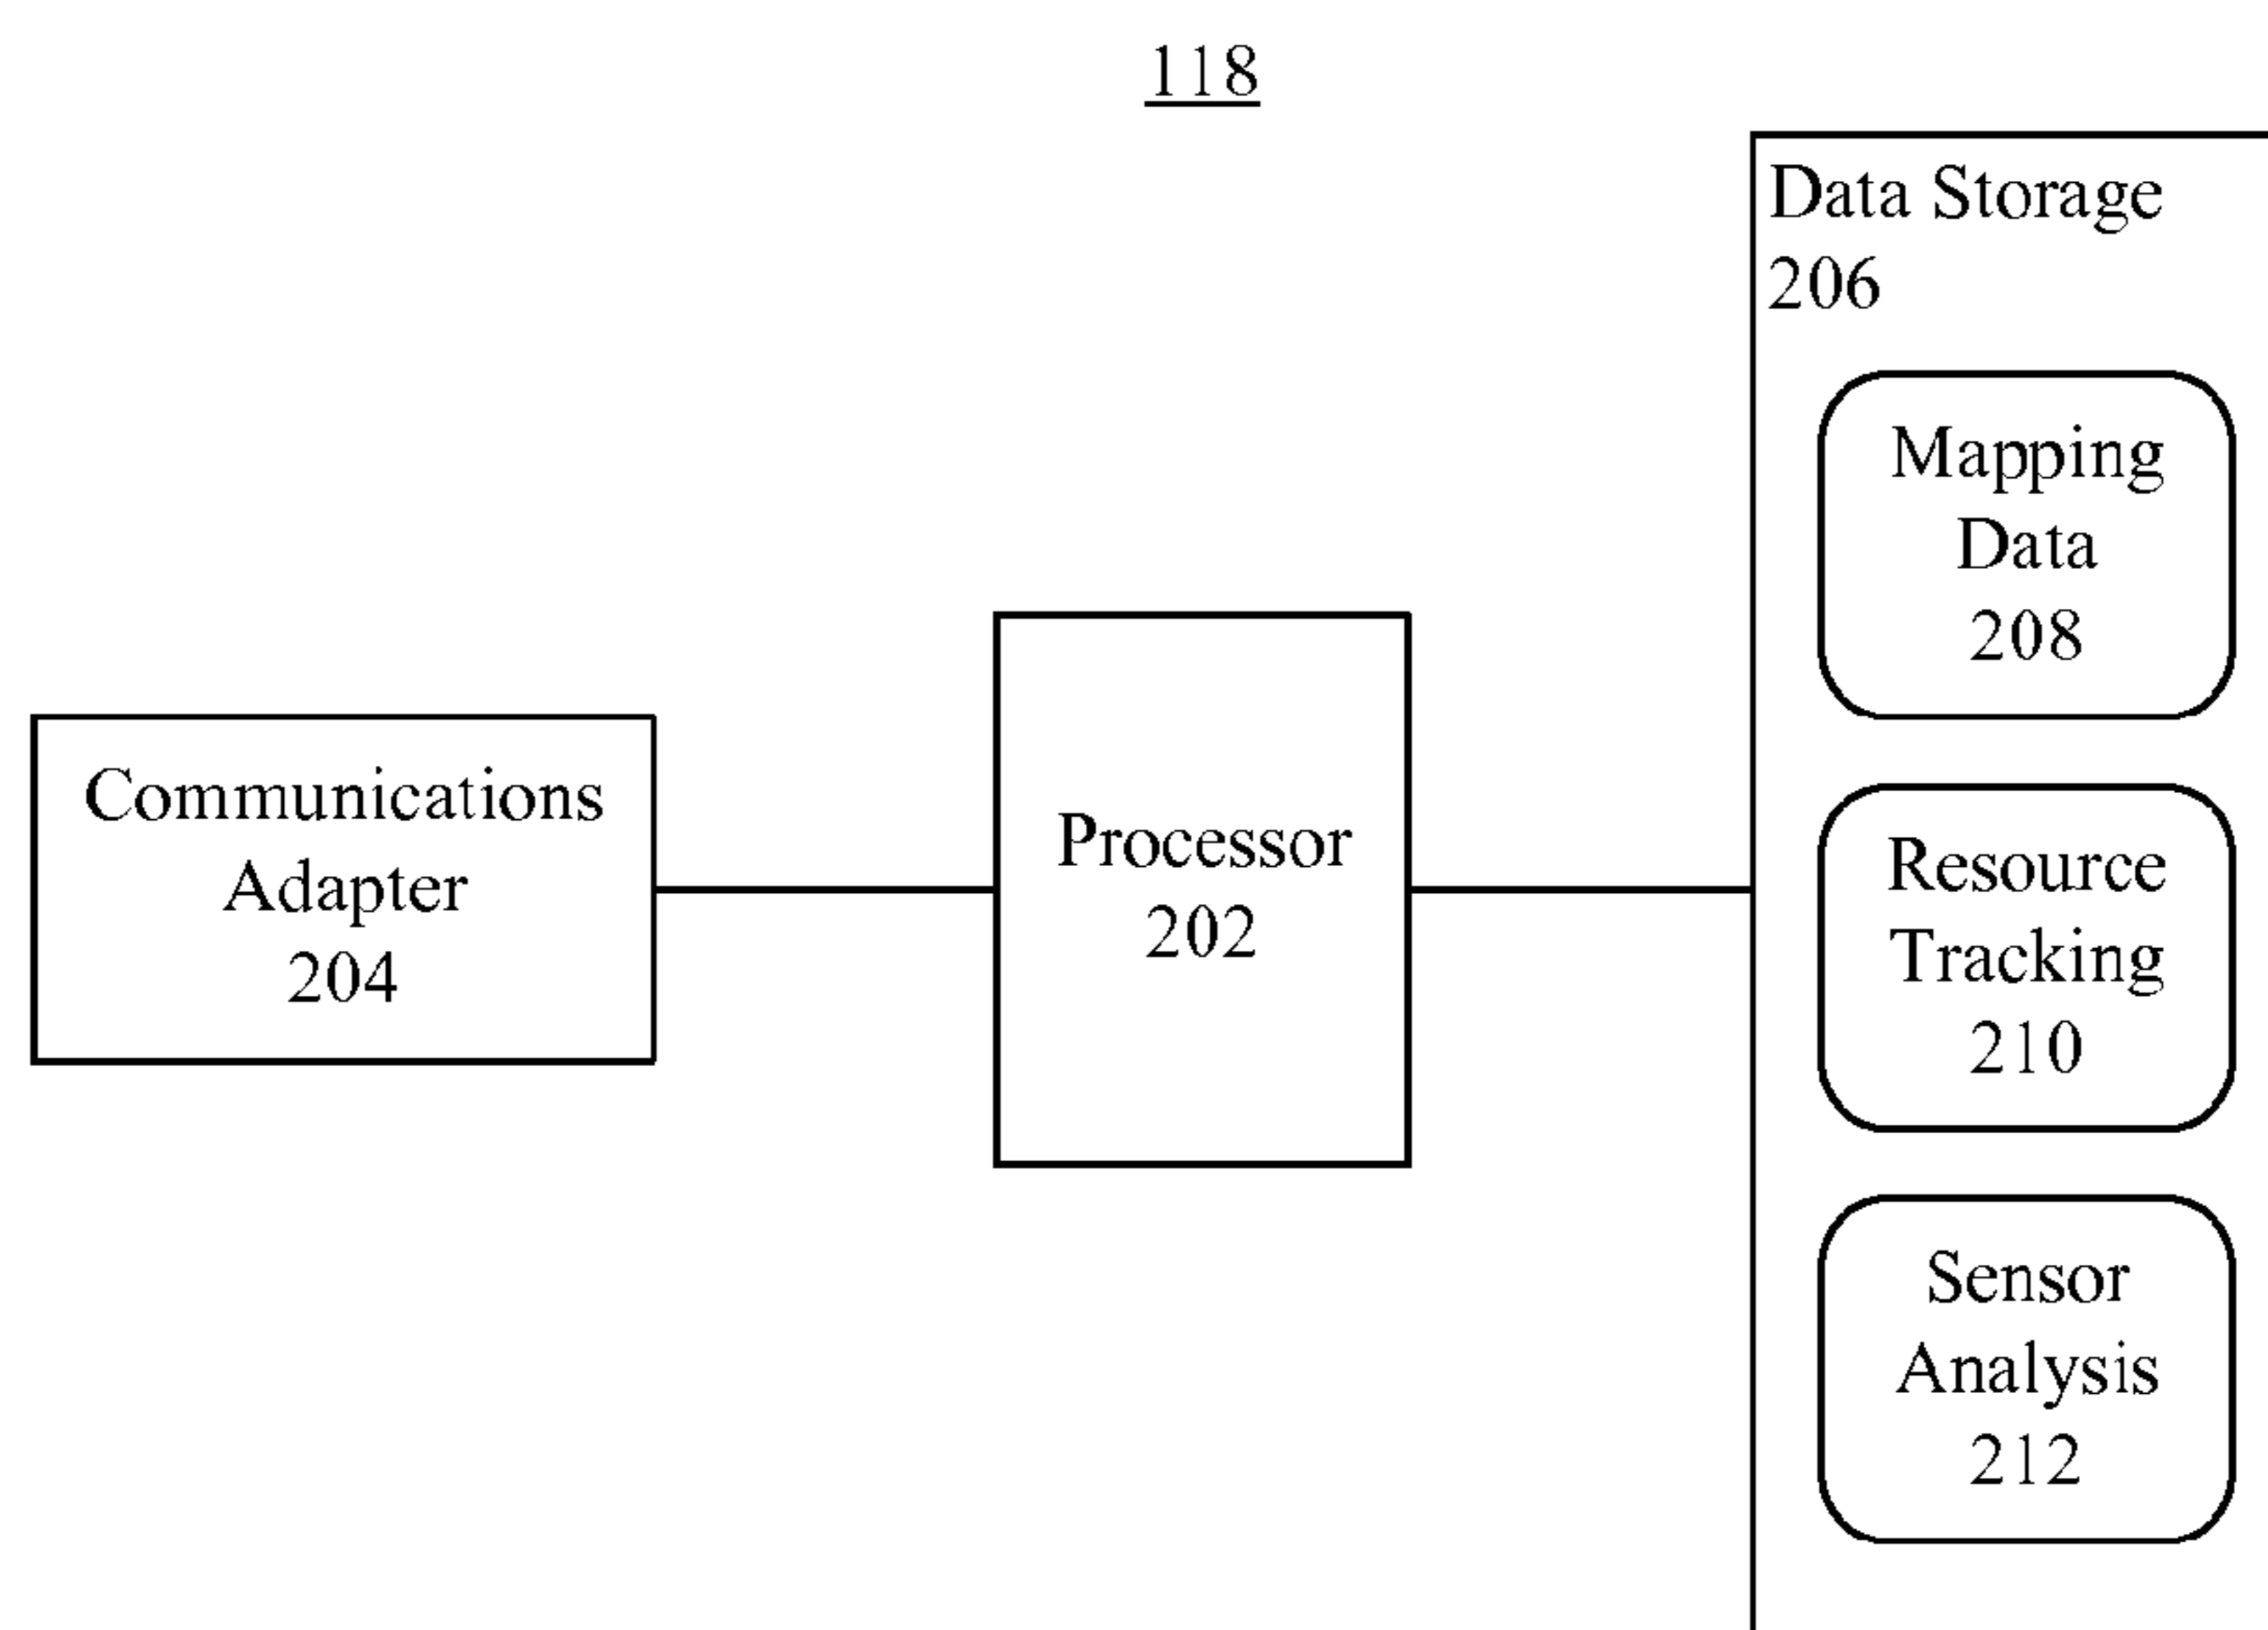 118
Data Storage
206
Mapping
Data
208
Communications
Adapter
204
Processor
202
Resource
Tracking
210
Sensor
Analysis
212